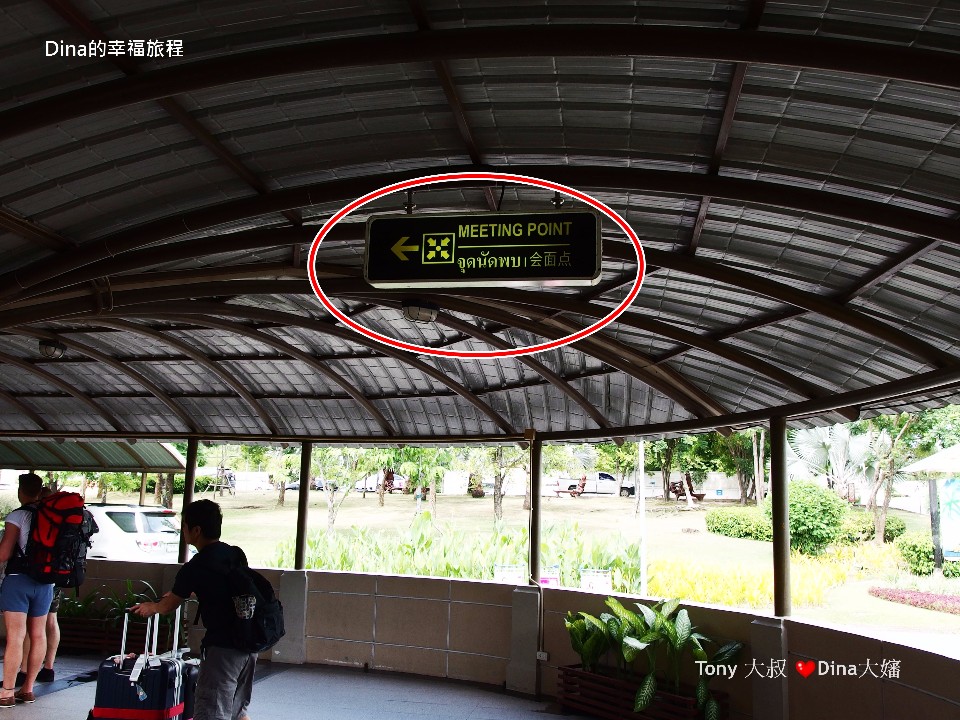 Dina的幸福旅程
MEETING POINT
จุดนัดพบ | 会面点
Tony 大叔 ❤Dina大嬸